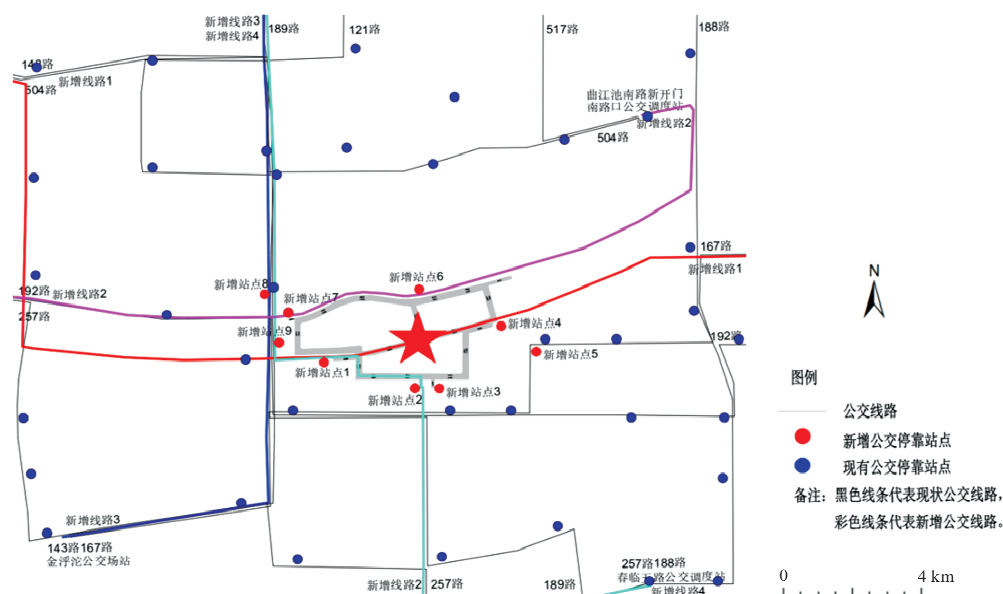 新增线路3
新增线路4
189路
121路
517路
188路
148路
504路
新增线路1
曲江池南路新开门
南路口公交调度站
新增线路2
504路
167路
新增线路1
192路
新增线路2
257路
新增站点8
新增站点7
新增站点6
新增站点9
新增站点4
新增站点5
新增站点1
新增站点2
新增站点3
192路
N
图例
公交线路
新增公交停靠站点
现有公交停靠站点
备注：黑色线条代表现状公交线路，
彩色线条代表新增公交线路。
新增线路3
143路167路
金浮沱公交场站
新增线路2
257路
189路
257路188路
春临五路公交调度站
新增线路4
0
4 km